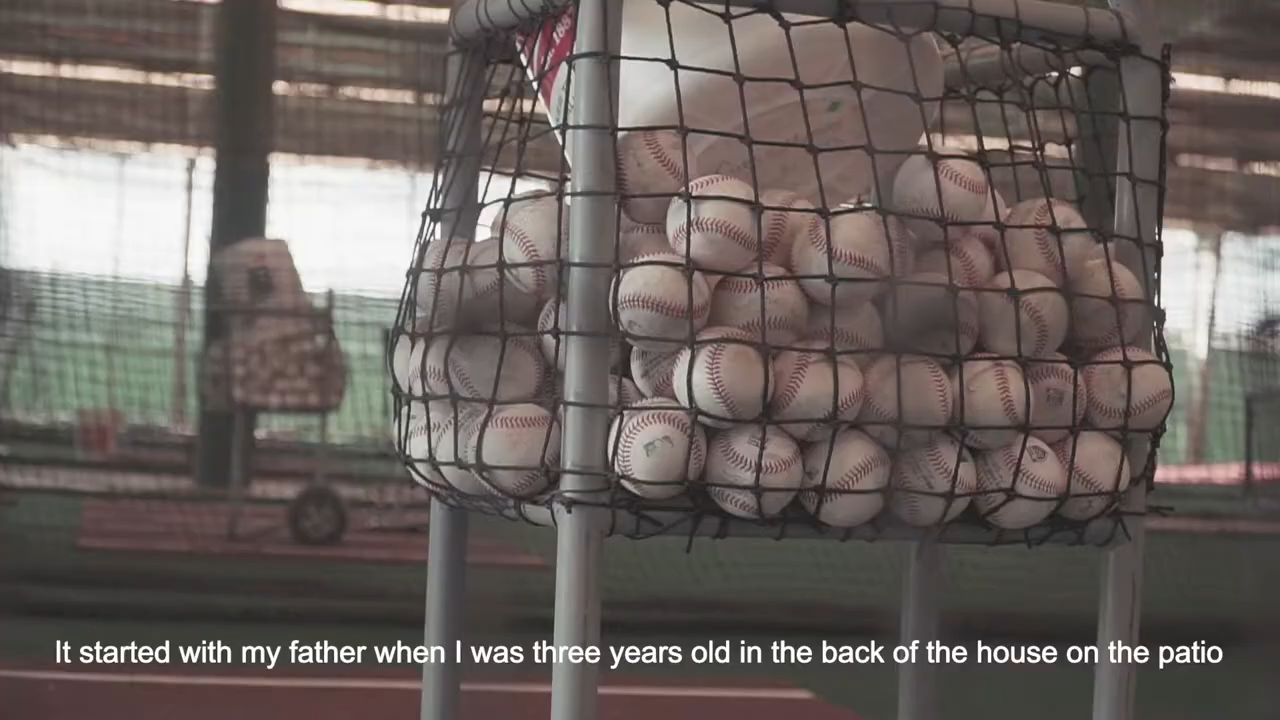 It started with my father when I was three years old in the back of the house on the patio